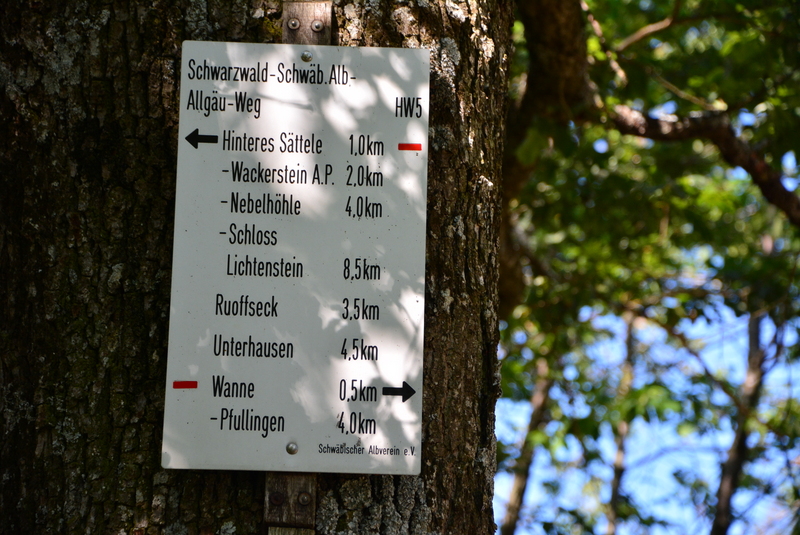 Schwarzwald-Schwäb.Alb-
Allgäu-Weg HW5
Hinteres Sättele 1,0km
-Wackerstein A.P. 2,0km
-Nebelhöhle 4,0km
-Schloss
Lichtenstein 8,5km
Ruoffseck 3,5km
Unterhausen 4,5km
Wanne 0,5km
-Pfullingen 4,0km
Schwäbischer Albverein e.V.